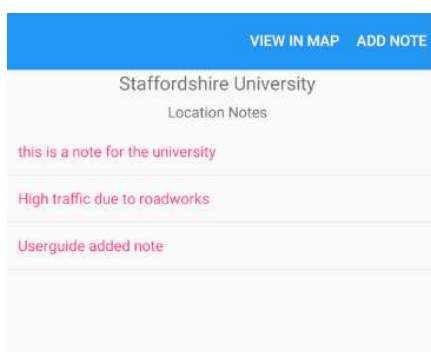 VIEW IN MAP ADD NOTE
Staffordshire University
Location Notes
this is a note for the university
High traffic due to roadworks
Userguide added note